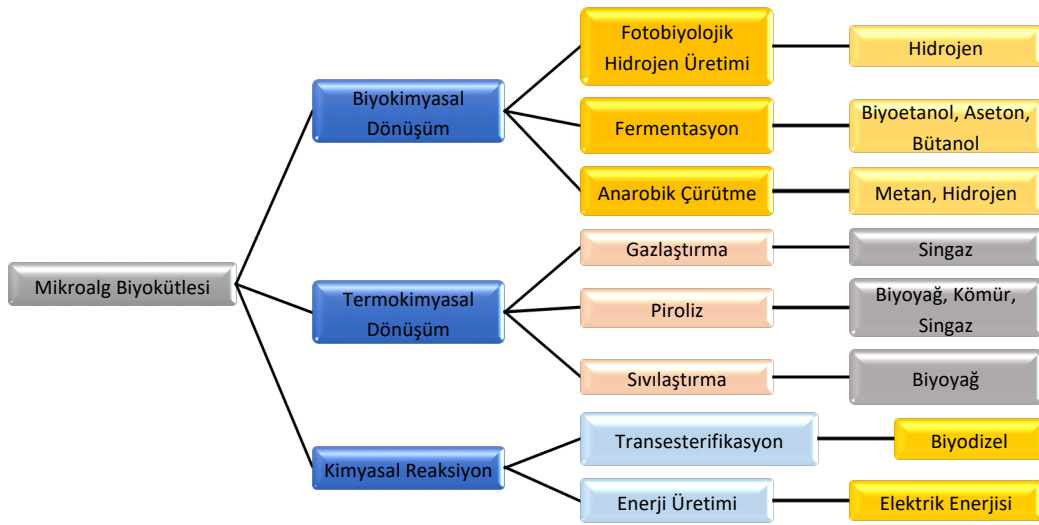 Mikroalg Biyokütlesi
Biyokimyasal
Dönüşüm
Fotobiyolojik
Hidrojen Üretimi
Hidrojen
Fermentasyon
Biyoetanol, Aseton,
Bütanol
Anarobik Çürütme
Metan, Hidrojen
Termokimyasal
Dönüşüm
Gazlaştırma
Singaz
Piroliz
Biyoyağ, Kömür,
Singaz
Sıvılaştırma
Biyoyağ
Kimyasal Reaksiyon
Transesterifikasyon
Biyodizel
Enerji Üretimi
Elektrik Enerjisi